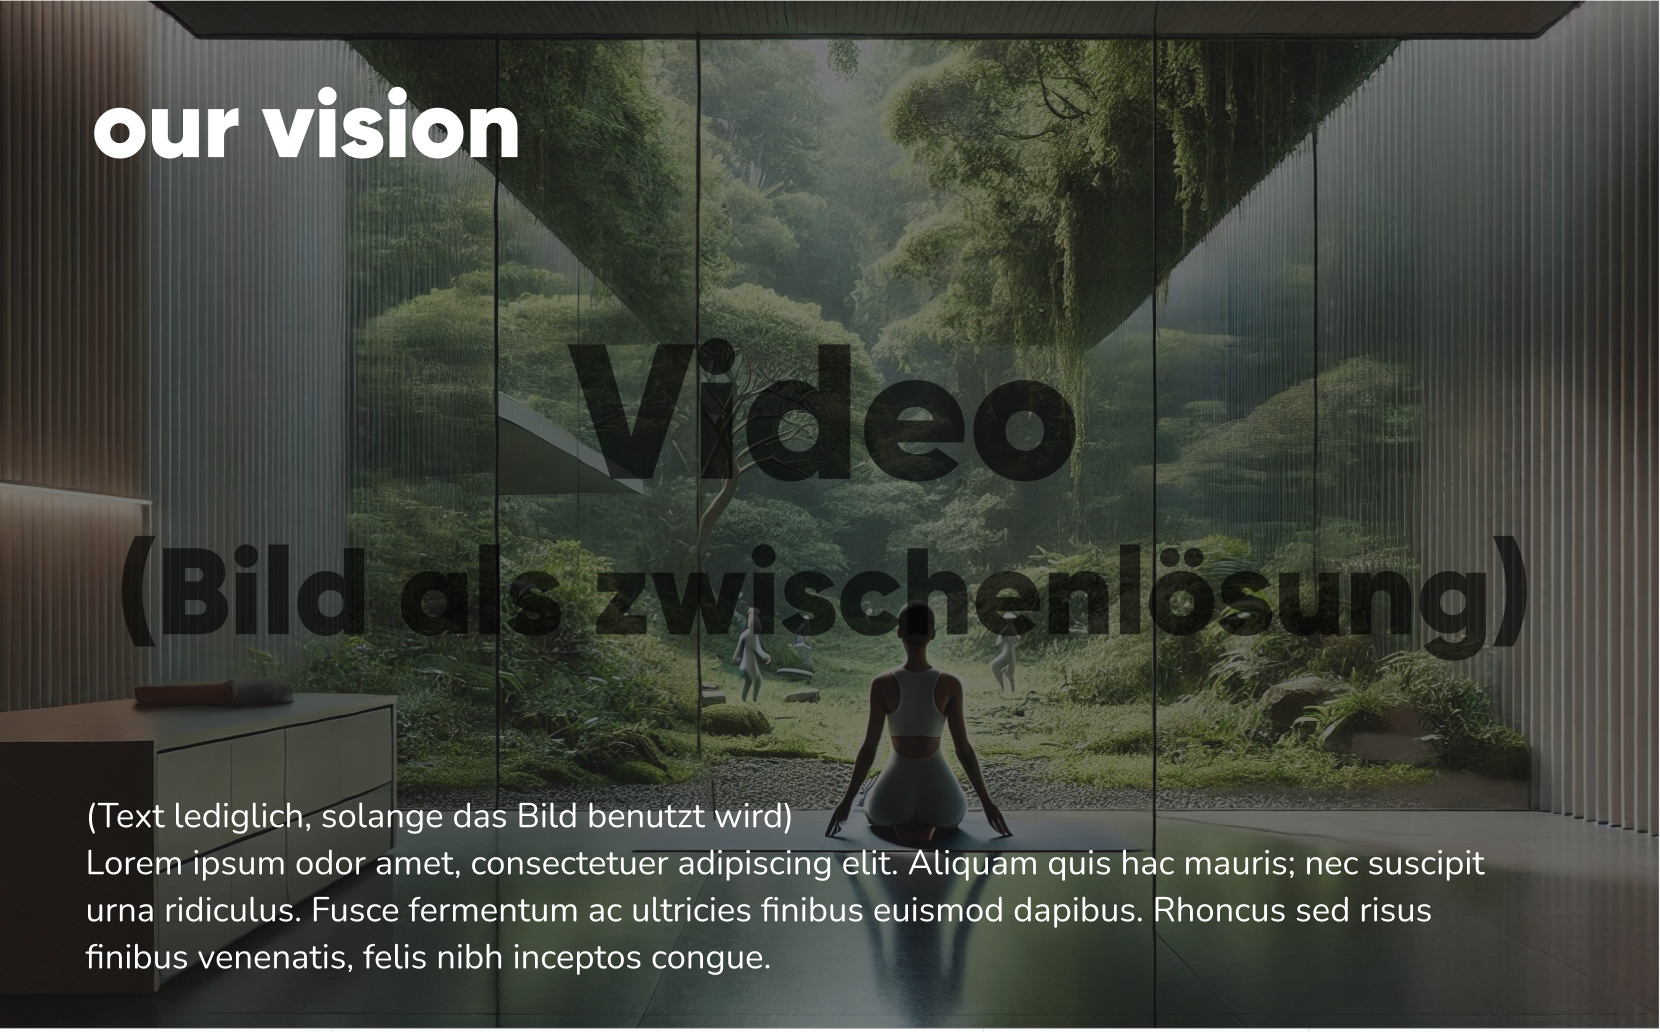 our vision
Video
(Bild als zwischenlösung)
(Text lediglich, solange das Bild benutzt wird)
Lorem ipsum odor amet, consectetuer adipiscing elit. Aliquam quis hac mauris; nec suscipit
urna ridiculus. Fusce fermentum ac ultricies finibus euismod dapibus. Rhoncus sed risus
finibus venenatis, felis nibh inceptos congue.